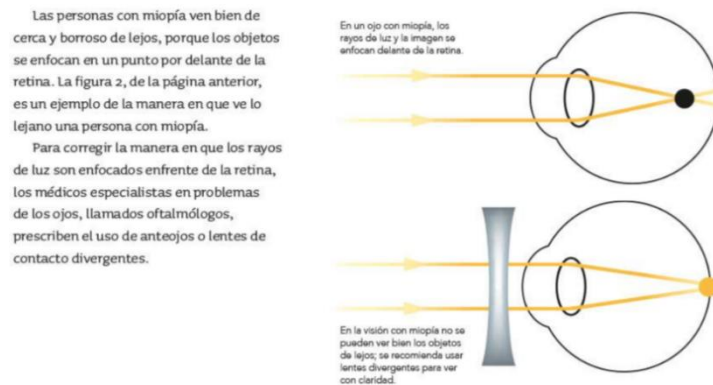 Las personas con miopía ven bien de
cerca y borroso de lejos, porque los objetos
se enfocan en un punto por delante de la
retina. La figura 2, de la página anterior,
es un ejemplo de la manera en que ve lo
lejano una persona con miopía.
Para corregir la manera en que los rayos
de luz son enfocados enfrente de la retina,
los médicos especialistas en problemas
de los ojos, llamados oftalmólogos,
prescriben el uso de anteojos o lentes de
contacto divergentes.
En un ojo con miopía, los
rayos de luz y la imagen se
enfocan delante de la retina.
En la visión con miopía no se
pueden ver bien los objetos
de lejos; se recomienda usar
lentes divergentes para ver
con claridad.